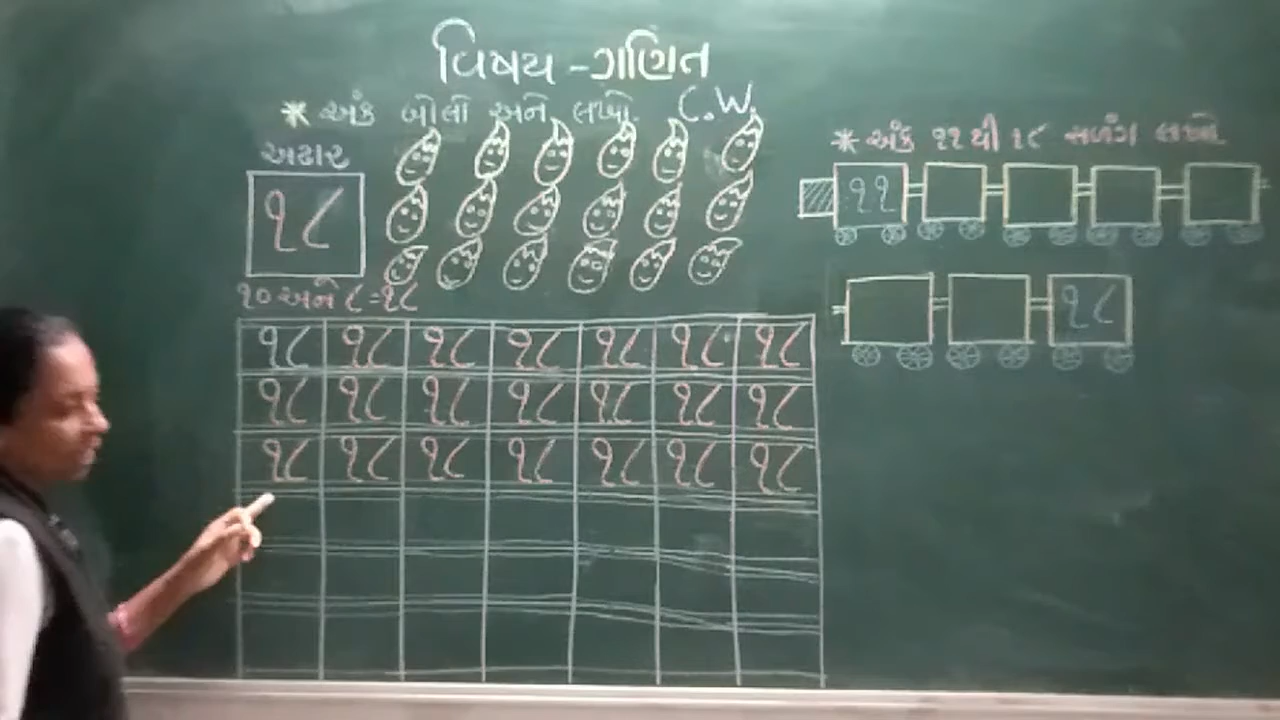 વિષય - ગણિત
* અંક બોલો અને લખો. C.W.
અઢાર
૧૮
૧૦ અને ૮ = ૧૮
૧૮ ૧૮ ૧૮ ૧૮ ૧૮ ૧૮ ૧૮
૧૮ ૧૮ ૧૮ ૧૮ ૧૮ ૧૮ ૧૮
૧૮ ૧૮ ૧૮ ૧૮ ૧૮ ૧૮ ૧૮
* અંક ૧૧ થી ૧૮ સળંગ લખો
૧૧
૧૮